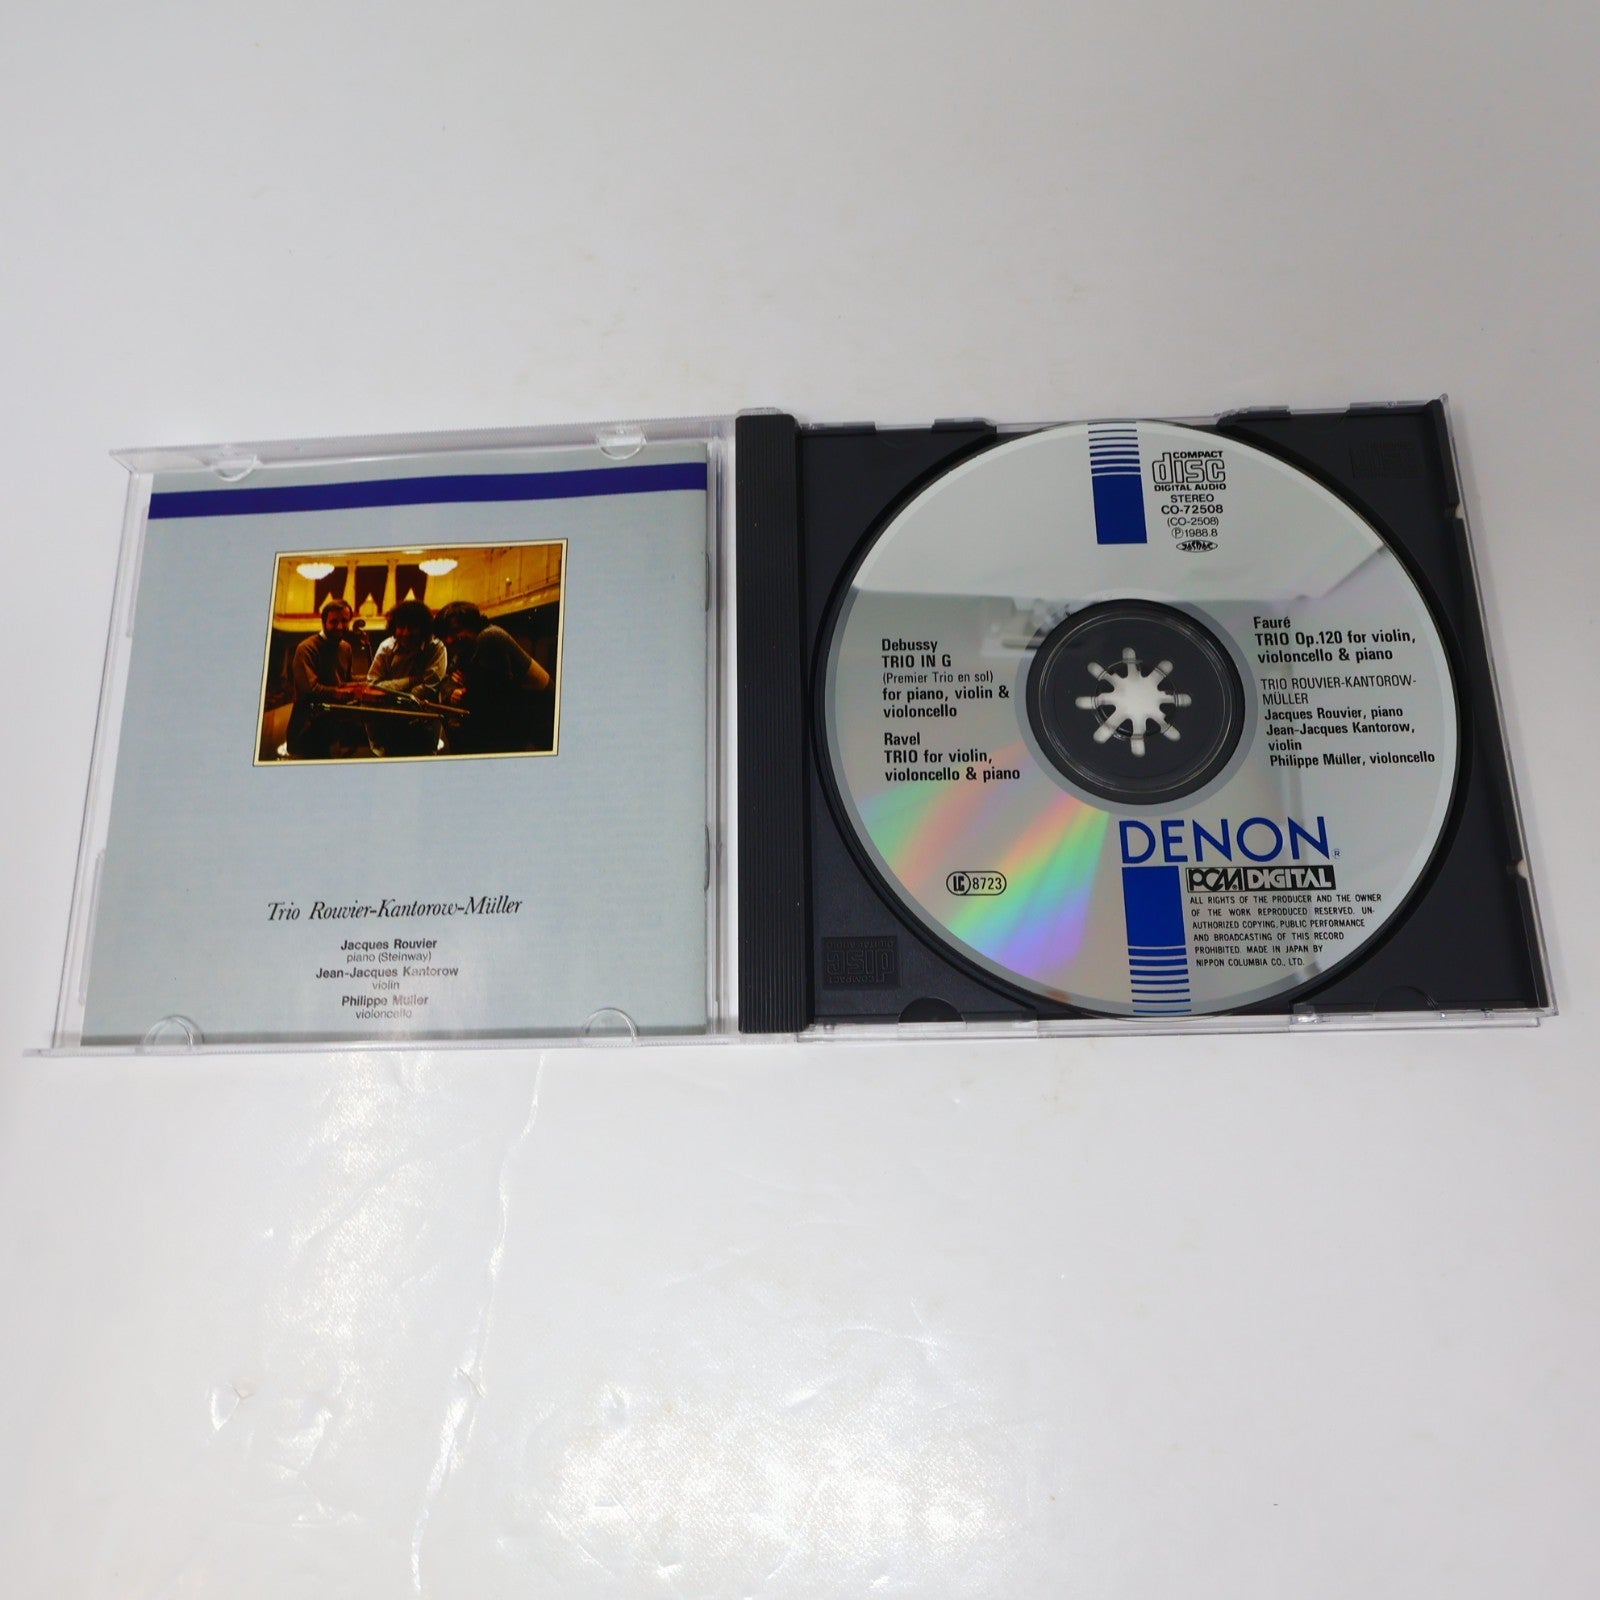 Trio Rouvier-Kantorow-Müller
Jacques Rouvier
piano (Steinway)
Jean-Jacques Kantorow
violin
Philippe Müller
violoncello
COMPACT
disc
DIGITAL AUDIO
STEREO
CO-72508
(CO-2508)
℗1988.8
Debussy
TRIO IN G
(Premier Trio en sol)
for piano, violin &
violoncello
Ravel
TRIO for violin,
violoncello & piano
Fauré
TRIO Op.120 for violin,
violoncello & piano
TRIO ROUVIER-KANTOROW-
MÜLLER
Jacques Rouvier, piano
Jean-Jacques Kantorow,
violin
Philippe Müller, violoncello
LC 8723
DENON®
PCM DIGITAL
ALL RIGHTS OF THE PRODUCER AND THE OWNER
OF THE WORK REPRODUCED RESERVED. UN-
AUTHORIZED COPYING, PUBLIC PERFORMANCE
AND BROADCASTING OF THIS RECORD
PROHIBITED. MADE IN JAPAN BY
NIPPON COLUMBIA CO., LTD.
COMPACT
disc
DIGITAL AUDIO